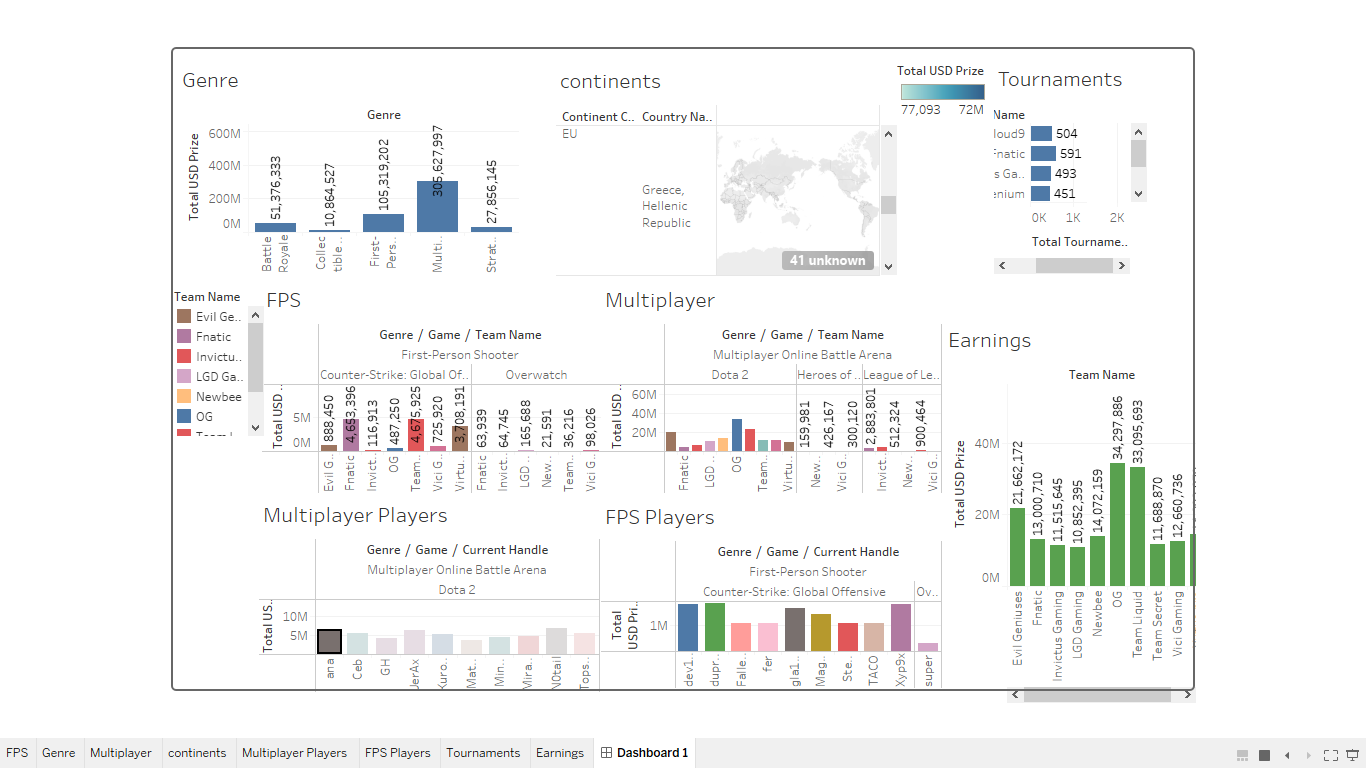 Genre
Genre
Total USD Prize
600M
400M
200M
0M
51,376,333
10,864,527
105,319,202
305,627,997
27,856,145
Battle
Royale
Collec
tible ..
First-
Pers..
Multi..
Strat..
continents
Continent C..
Country Na..
EU
Greece,
Hellenic
Republic
41 unknown
Total USD Prize
77,093
72M
Tournaments
Name
loud9
504
Fnatic
591
s Ga..
493
enium
451
0K
1K
2K
Total Tourname..
Team Name
Evil Ge..
Fnatic
Invictu..
LGD Ga..
Newbee
OG
FPS
Genre / Game / Team Name
First-Person Shooter
Counter-Strike: Global Of..
Overwatch
Total USD..
5M
0M
888,450
4,653,396
116,913
487,250
4,675,925
725,920
3,708,191
63,939
64,745
165,688
21,591
36,216
198,026
Evil G..
Fnatic
Invict..
OG
Team..
Vici G..
Virtu..
Fnatic
Invict..
LGD ..
New..
Team..
Vici G..
Multiplayer
Genre / Game / Team Name
Multiplayer Online Battle Arena
Dota 2
Heroes of ..
League of Le..
Total USD..
60M
40M
20M
159,981
426,167
300,120
2,883,801
512,324
900,464
Fnatic
LGD ..
OG
Team..
Virtu..
New..
Vici G..
Invict..
New..
Vici G..
Earnings
Team Name
Total USD Prize
40M
20M
0M
21,662,172
13,000,710
11,515,645
10,852,395
14,072,159
34,297,886
33,095,693
11,688,870
12,660,736
Evil Geniuses
Fnatic
Invictus Gaming
LGD Gaming
Newbee
OG
Team Liquid
Team Secret
Vici Gaming
Multiplayer Players
Genre / Game / Current Handle
Multiplayer Online Battle Arena
Dota 2
Total US..
10M
5M
ana
Ceb
GH
JerAx
Kuro..
Mat..
Min..
Mira..
N0tail
Tops..
FPS Players
Genre / Game / Current Handle
First-Person Shooter
Counter-Strike: Global Offensive
Ov..
Total
USD Pri..
1M
dev1..
dupr..
Falle..
fer
gla1..
Mag..
Ste..
TACO
Xyp9x
super
FPS
Genre
Multiplayer
continents
Multiplayer Players
FPS Players
Tournaments
Earnings
Dashboard 1